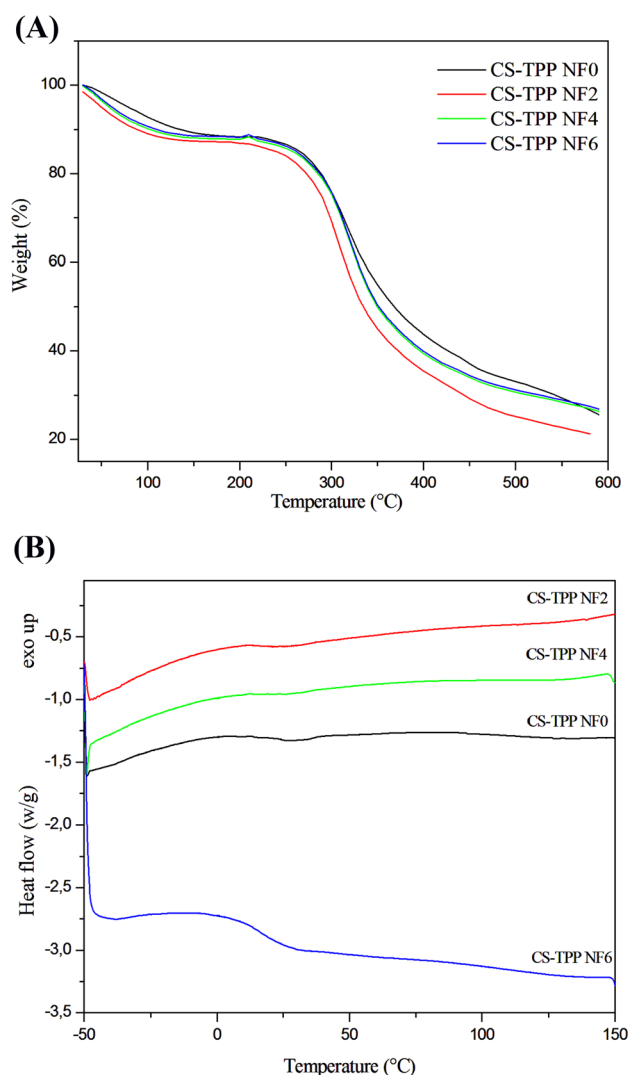 (A)
CS-TPP NF0
CS-TPP NF2
CS-TPP NF4
CS-TPP NF6
100
80
60
40
20
Weight (%)
100 200 300 400 500 600
Temperature (°C)
(B)
exo up
Heat flow (w/g)
CS-TPP NF2
-0,5
CS-TPP NF4
-1,0
CS-TPP NF0
-1,5
-2,0
-2,5
-3,0
CS-TPP NF6
-3,5
-50 0 50 100 150
Temperature (°C)